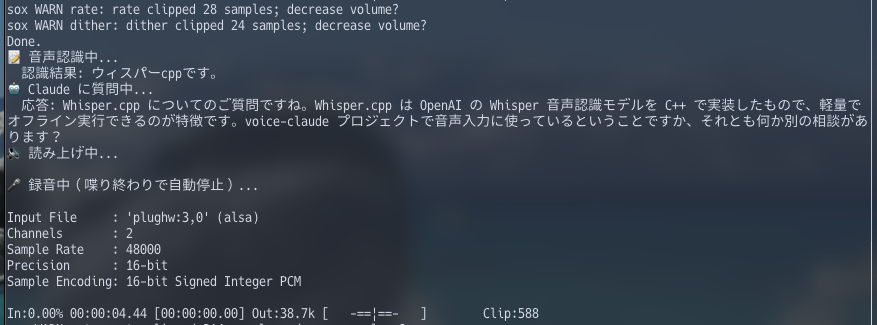 sox WARN rate: rate clipped 28 samples; decrease volume?
sox WARN dither: dither clipped 24 samples; decrease volume?
Done.
📝 音声認識中...
認識結果: ウィスパーcppです。
🤖 Claude に質問中...
応答: Whisper.cpp についてのご質問ですね。Whisper.cpp は OpenAI の Whisper 音声認識モデルを C++ で実装したもので、軽量で
オフライン実行できるのが特徴です。voice-claude プロジェクトで音声入力に使っているということですか、それとも何か別の相談があ
ります？
🔊 読み上げ中...
🎤 録音中（喋り終わりで自動停止）...
Input File     : 'plughw:3,0' (alsa)
Channels       : 2
Sample Rate    : 48000
Precision      : 16-bit
Sample Encoding: 16-bit Signed Integer PCM
In:0.00% 00:00:04.44 [00:00:00.00] Out:38.7k [   -==¦==-   ]        Clip:588